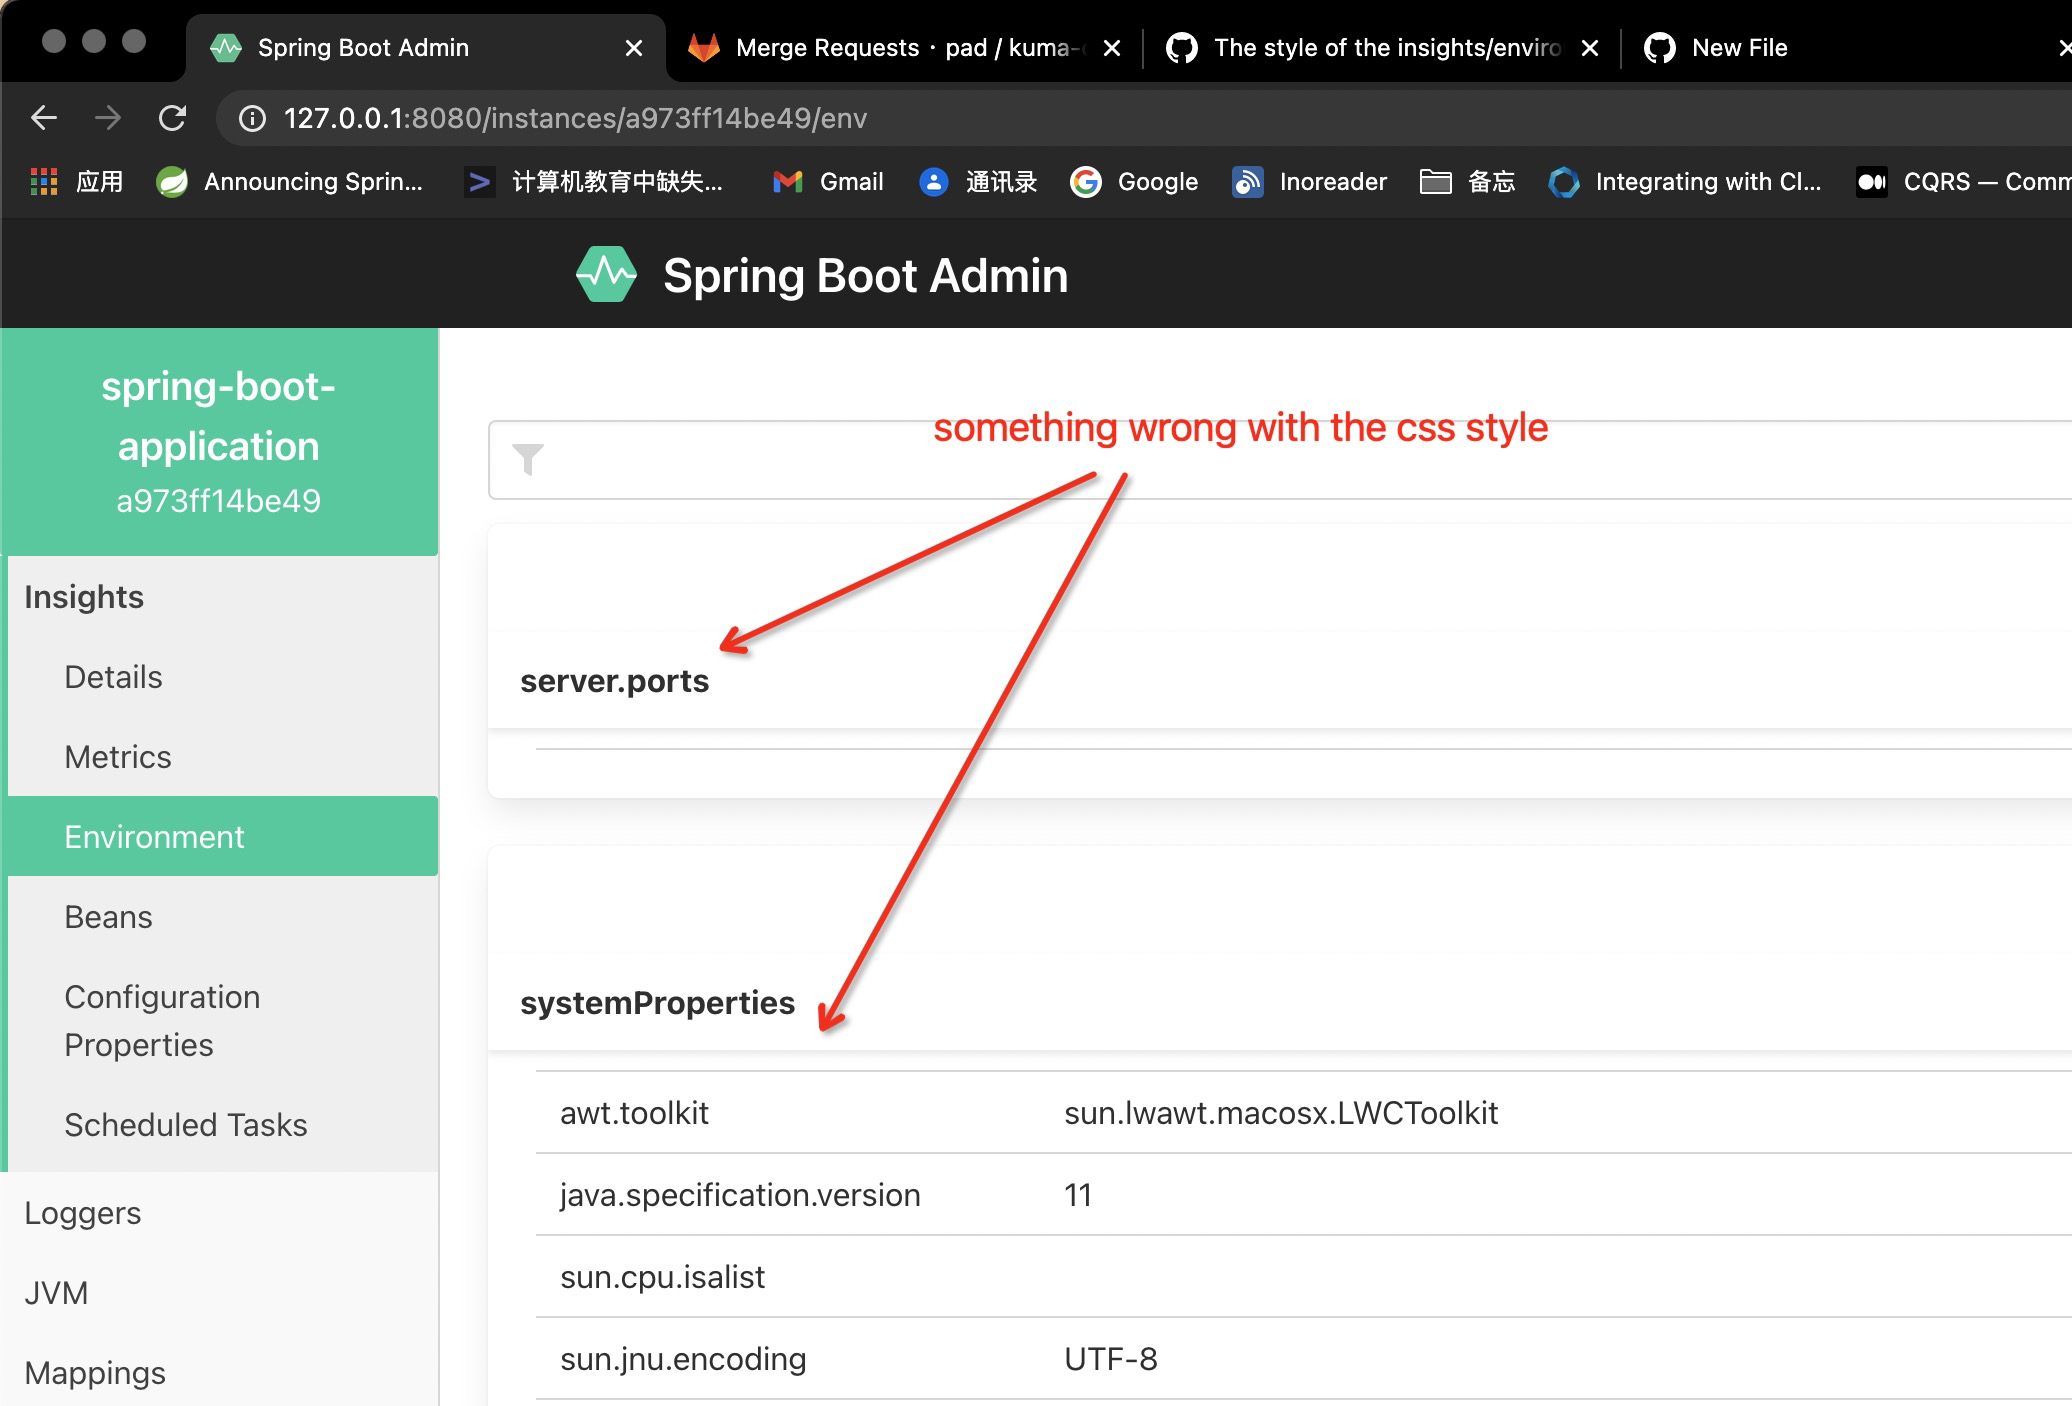 Spring Boot Admin
Merge Requests · pad / kuma-
The style of the insights/enviro
New File
127.0.0.1:8080/instances/a973ff14be49/env
应用
Announcing Sprin...
计算机教育中缺失...
Gmail
通讯录
Google
Inoreader
备忘
Integrating with Cl...
CQRS — Comm
Spring Boot Admin
spring-boot-
application
a973ff14be49
something wrong with the css style
Insights
Details
Metrics
Environment
Beans
Configuration
Properties
Scheduled Tasks
Loggers
JVM
Mappings
server.ports
systemProperties
awt.toolkit sun.lwawt.macosx.LWCToolkit
java.specification.version 11
sun.cpu.isalist
sun.jnu.encoding UTF-8